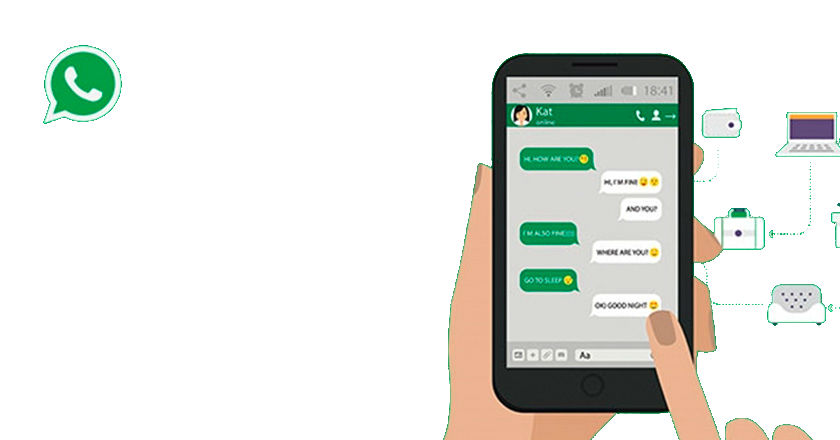 18:41
Kat
online
HI, HOW ARE YOU?
HI, I'M FINE
AND YOU?
I'M ALSO FINE
WHERE ARE YOU?
GO TO SLEEP
OK! GOOD NIGHT
Aa